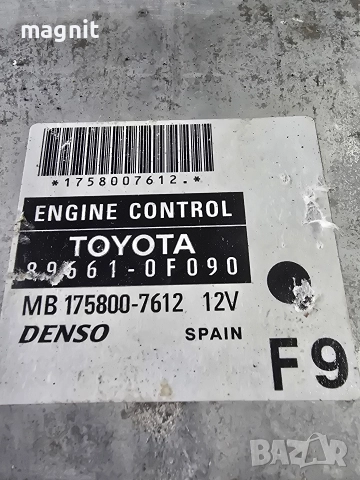 magnit
*1758007612.*
ENGINE CONTROL
TOYOTA
89661-0F090
MB 175800-7612 12V
DENSO SPAIN
F9
BAZAR